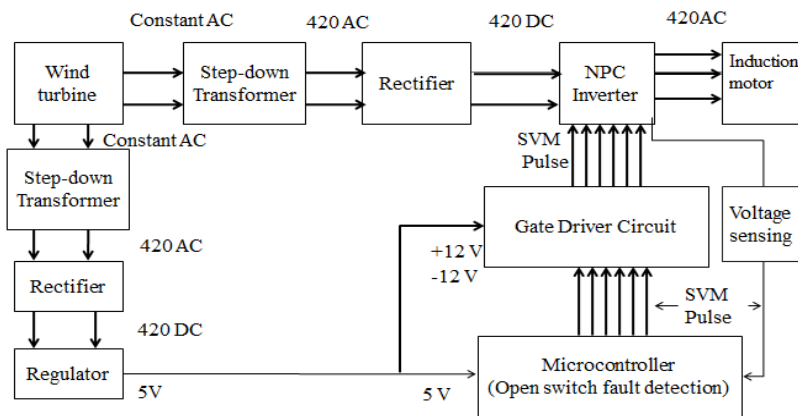 Constant AC
420 AC
420 DC
420AC
Wind
turbine
Step-down
Transformer
Rectifier
NPC
Inverter
Induction
motor
Constant AC
SVM
Pulse
Step-down
Transformer
Gate Driver Circuit
Voltage
sensing
420 AC
+12 V
-12 V
Rectifier
SVM
Pulse
420 DC
Regulator
5V
5 V
Microcontroller
(Open switch fault detection)